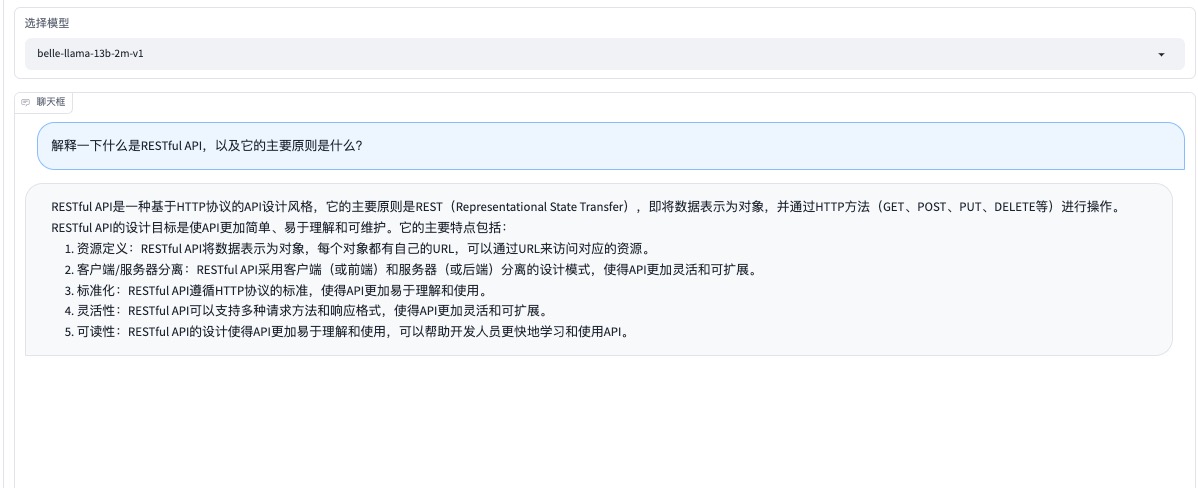 选择模型
belle-llama-13b-2m-v1
聊天框
解释一下什么是RESTful API，以及它的主要原则是什么？
RESTful API是一种基于HTTP协议的API设计风格，它的主要原则是REST（Representational State Transfer），即将数据表示为对象，并通过HTTP方法（GET、POST、PUT、DELETE等）进行操作。
RESTful API的设计目标是使API更加简单、易于理解和可维护。它的主要特点包括：
1. 资源定义：RESTful API将数据表示为对象，每个对象都有自己的URL，可以通过URL来访问对应的资源。
2. 客户端/服务器分离：RESTful API采用客户端（或前端）和服务器（或后端）分离的设计模式，使得API更加灵活和可扩展。
3. 标准化：RESTful API遵循HTTP协议的标准，使得API更加易于理解和使用。
4. 灵活性：RESTful API可以支持多种请求方法和响应格式，使得API更加灵活和可扩展。
5. 可读性：RESTful API的设计使得API更加易于理解和使用，可以帮助开发人员更快地学习和使用API。